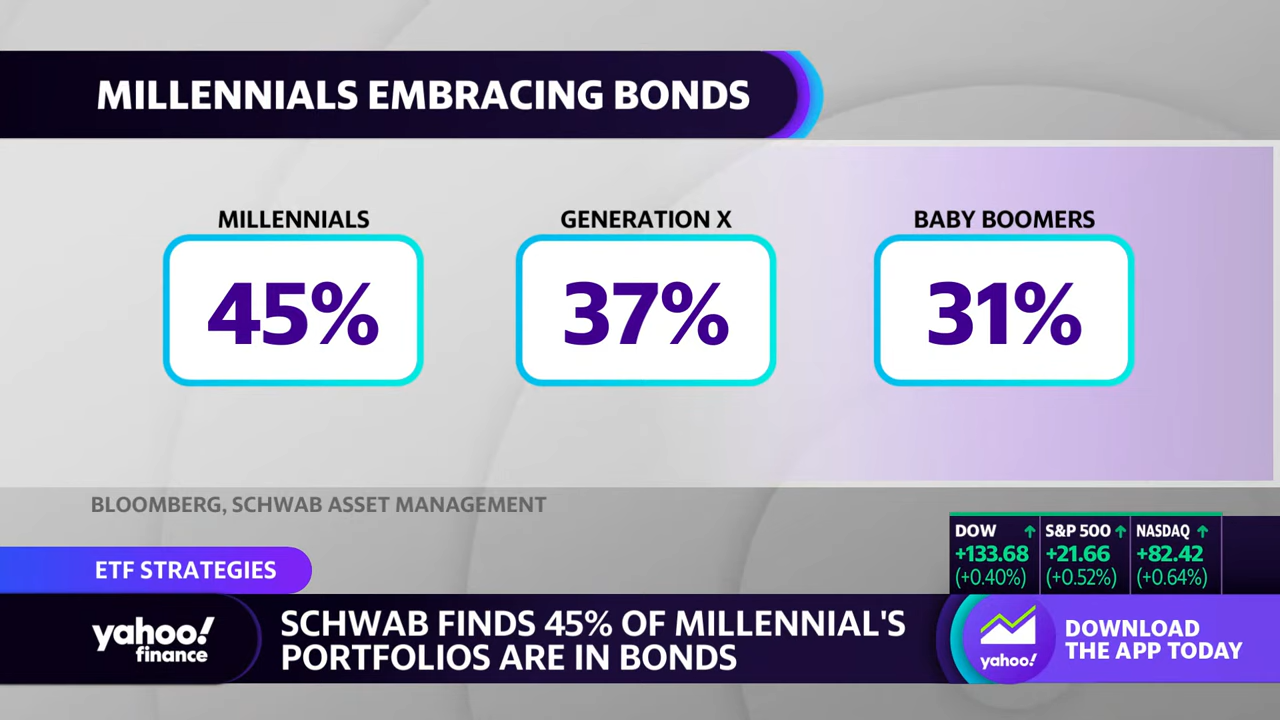 MILLENNIALS EMBRACING BONDS
MILLENNIALS
GENERATION X
BABY BOOMERS
45%
37%
31%
BLOOMBERG, SCHWAB ASSET MANAGEMENT
ETF STRATEGIES
DOW
+133.68
(+0.40%)
S&P 500
+21.66
(+0.52%)
NASDAQ
+82.42
(+0.64%)
yahoo!
finance
SCHWAB FINDS 45% OF MILLENNIAL'S
PORTFOLIOS ARE IN BONDS
yahoo!
DOWNLOAD
THE APP TODAY